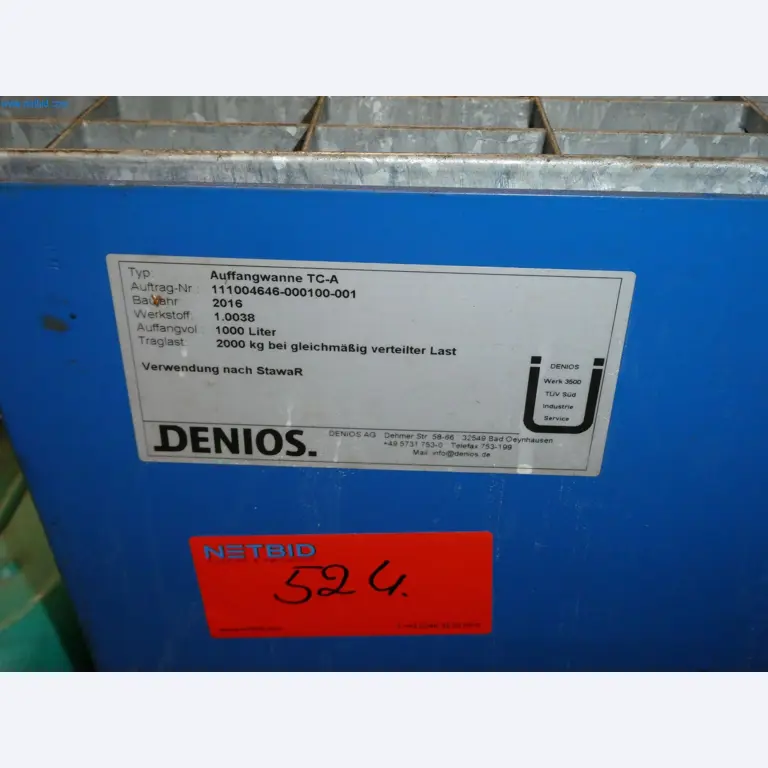 Typ: Auffangwanne TC-A
Auftrag-Nr.: 111004646-000100-001
Baujahr: 2016
Werkstoff: 1.0038
Auffangvol.: 1000 Liter
Traglast: 2000 kg bei gleichmäßig verteilter Last
Verwendung nach StawaR
DENIOS
Werk 3500
TÜV Süd
Industrie
Service
DENIOS.
DENIOS AG Dehmer Str. 58-66 32549 Bad Oeynhausen
+49 5731 753-0 Telefax 753-199
Mail: info@denios.de
NETBID
524.